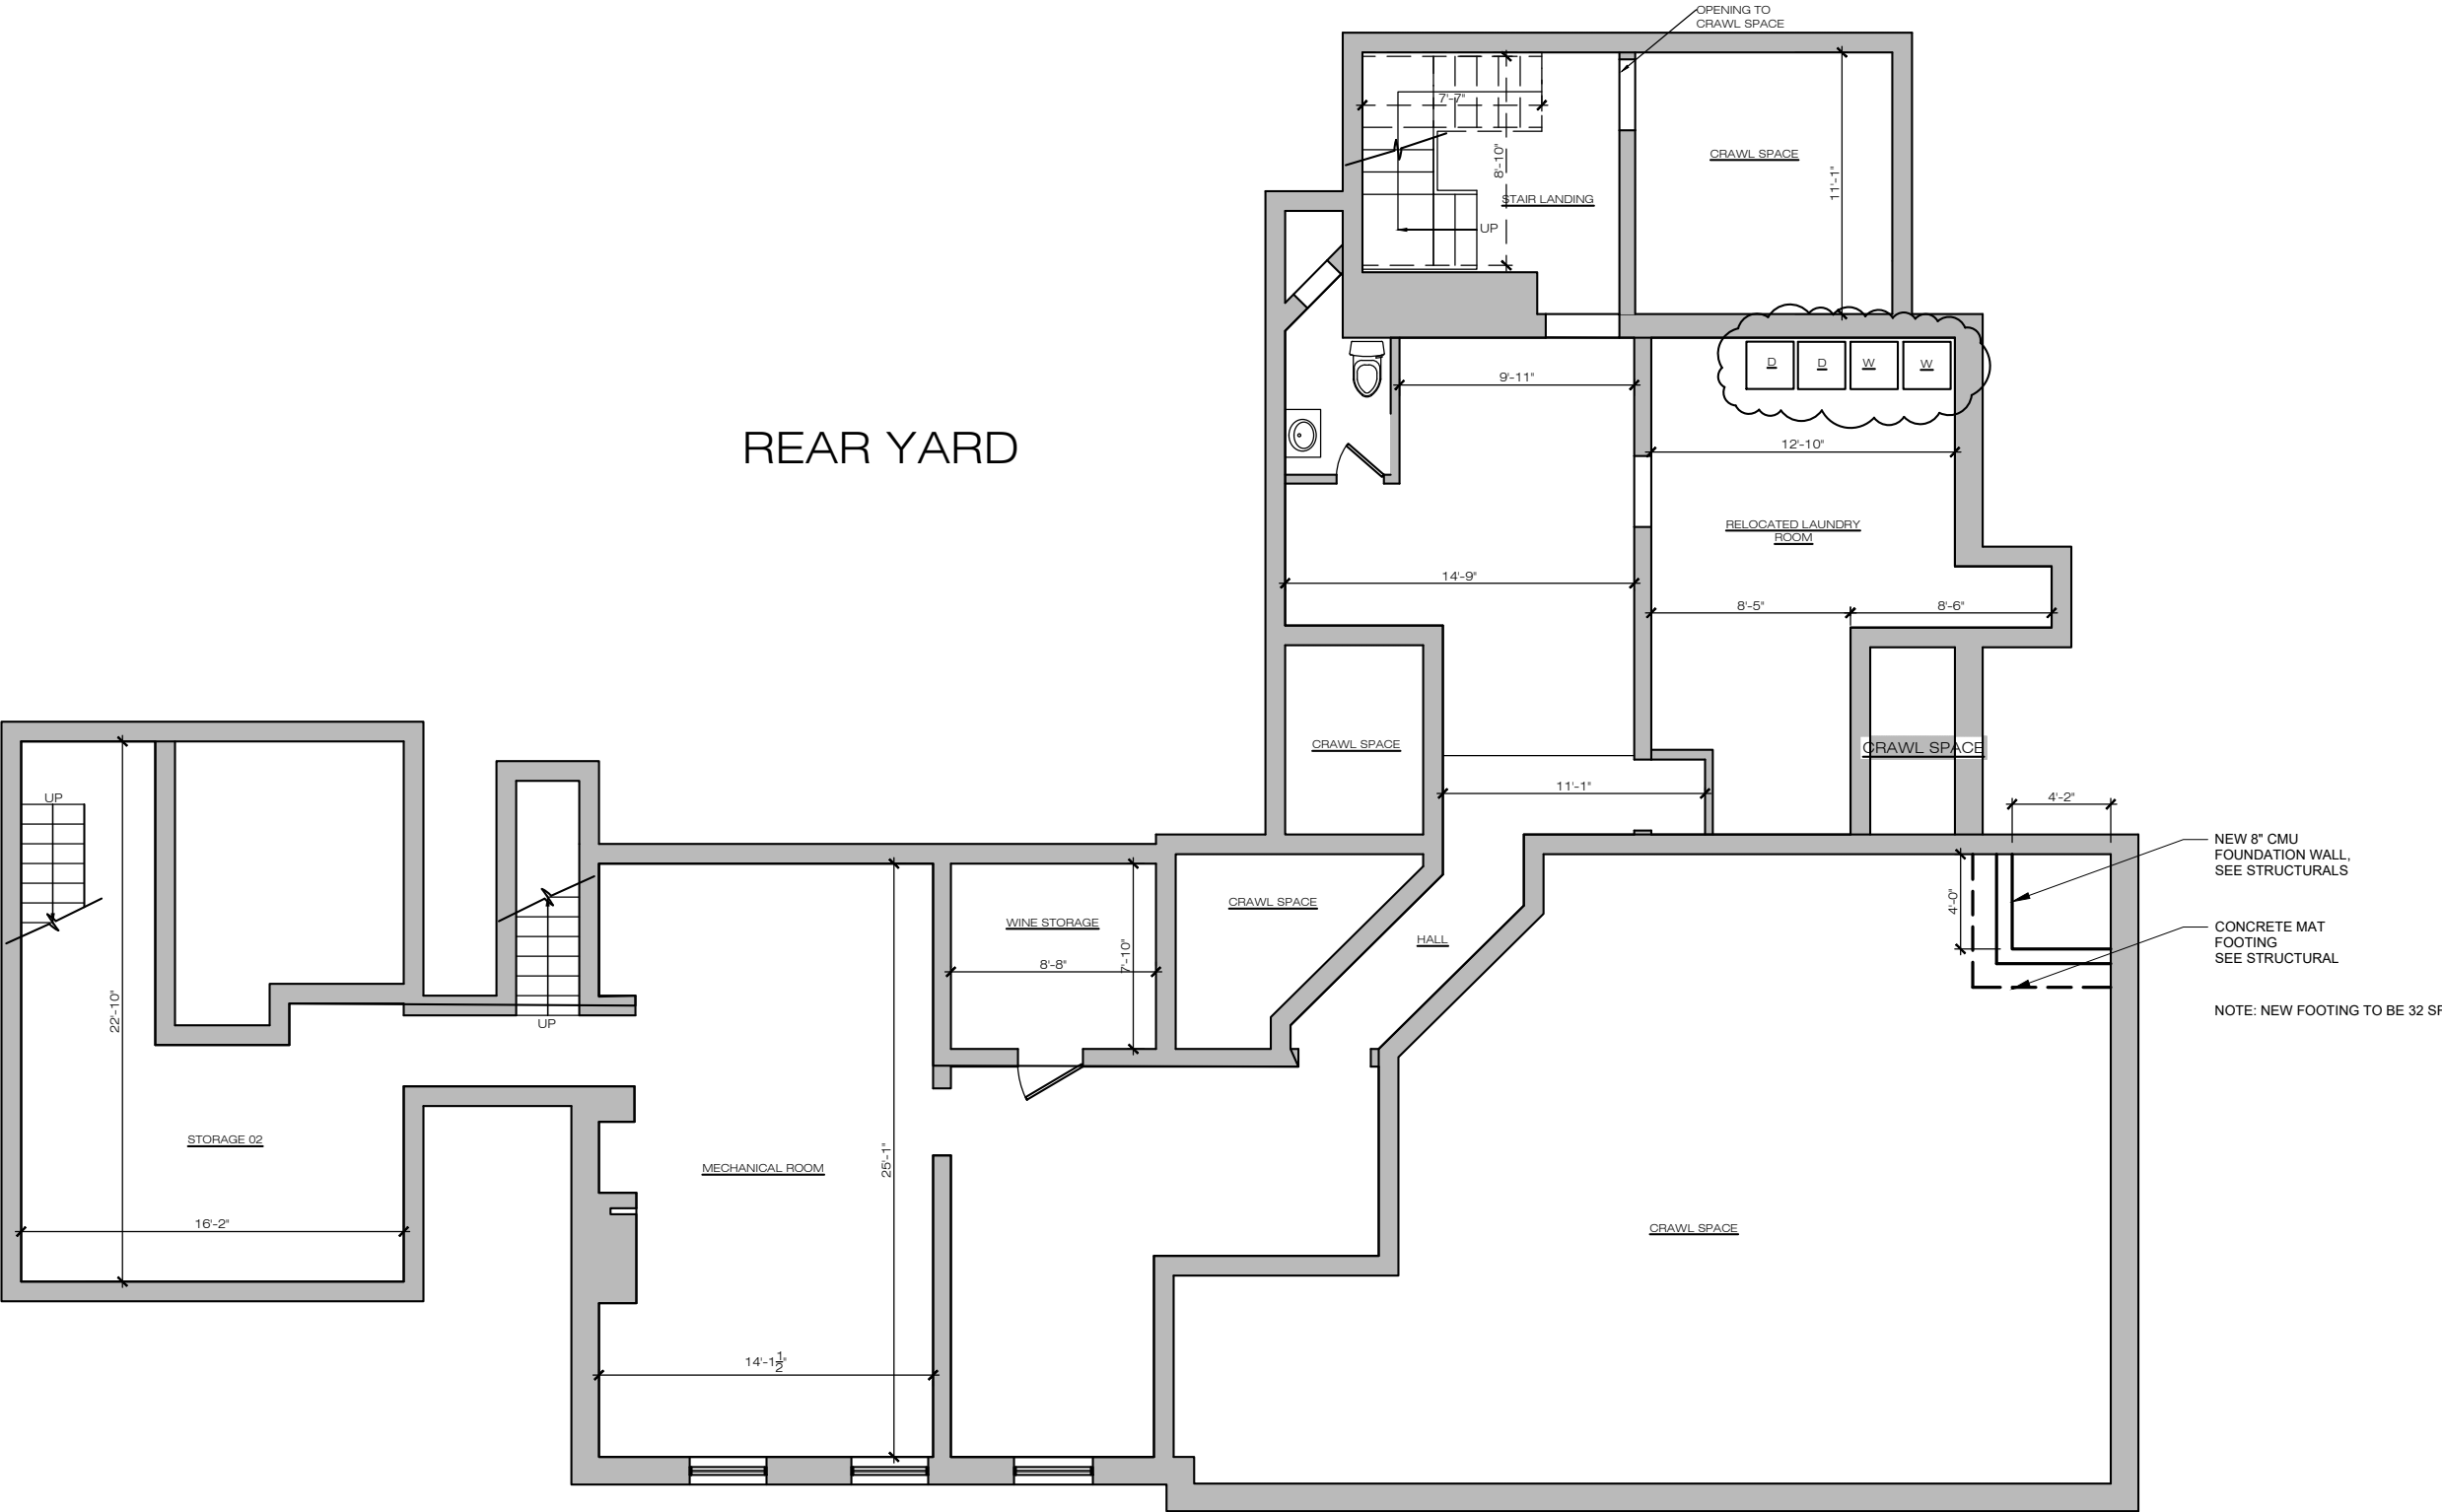 OPENING TO
CRAWL SPACE
7'-7"
8'-10"
CRAWL SPACE
11'-1"
STAIR LANDING
UP
D
D
W
W
9'-11"
REAR YARD
12'-10"
RELOCATED LAUNDRY
ROOM
14'-9"
8'-5"
8'-6"
CRAWL SPACE
CRAWL SPACE
11'-1"
4'-2"
UP
NEW 8" CMU
FOUNDATION WALL,
SEE STRUCTURALS
4'-0"
CRAWL SPACE
WINE STORAGE
HALL
CONCRETE MAT
FOOTING
SEE STRUCTURAL
7'-10"
8'-8"
22'-10"
UP
NOTE: NEW FOOTING TO BE 32 SF
STORAGE 02
MECHANICAL ROOM
25'-1"
16'-2"
CRAWL SPACE
14'-1 1/2"